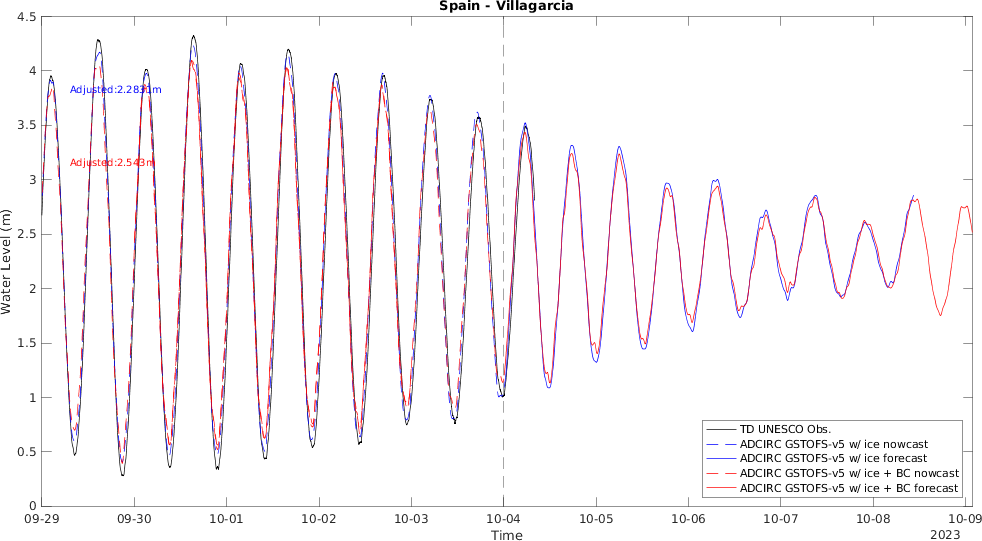 Spain - Villagarcia
4.5
4
3.5
3
2.5
2
1.5
1
0.5
0
Water Level (m)
Adjusted:2.2831m
Adjusted:2.543m
TD UNESCO Obs.
ADCIRC GSTOFS-v5 w/ ice nowcast
ADCIRC GSTOFS-v5 w/ ice forecast
ADCIRC GSTOFS-v5 w/ ice + BC nowcast
ADCIRC GSTOFS-v5 w/ ice + BC forecast
09-29 09-30 10-01 10-02 10-03 10-04 10-05 10-06 10-07 10-08 10-09
Time
2023